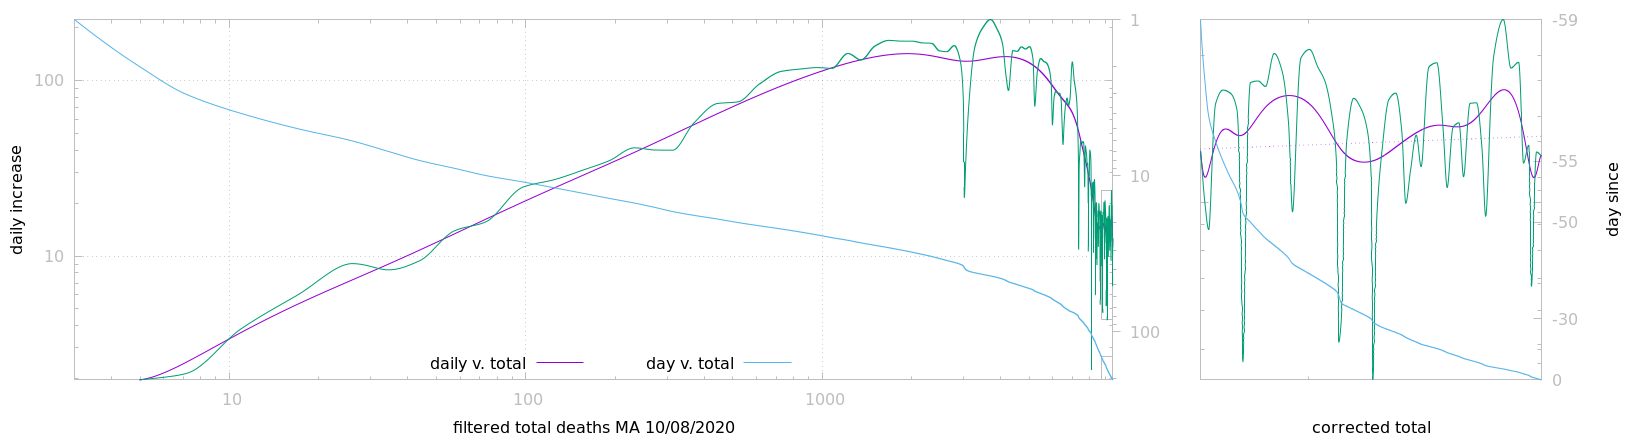 daily increase
100
10
10
100
1000
daily v. total
day v. total
filtered total deaths MA 10/08/2020
1
10
100
corrected total
-59
-55
-50
-30
0
day since